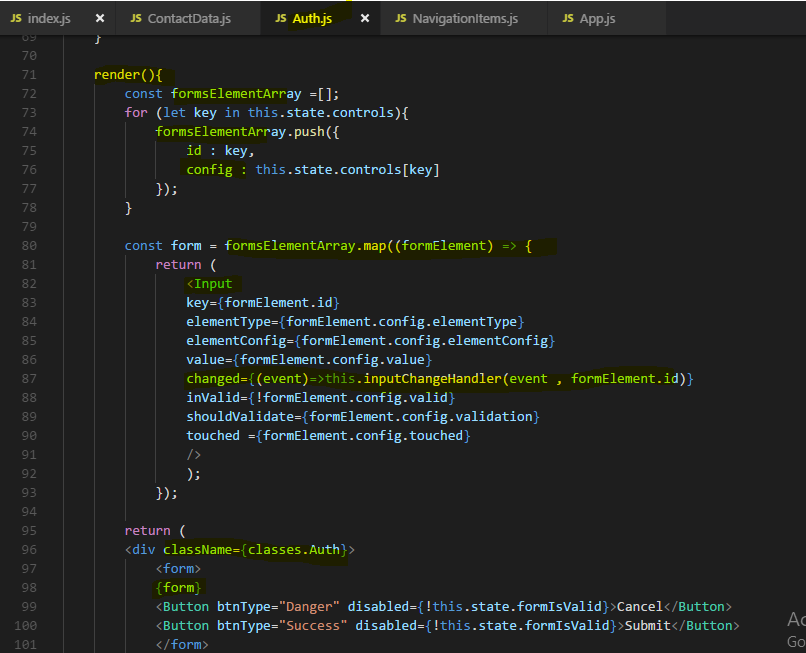 JS index.js × JS ContactData.js JS Auth.js × JS NavigationItems.js JS App.js
69 }
70
71 render(){
72 const formsElementArray =[];
73 for (let key in this.state.controls){
74 formsElementArray.push({
75 id : key,
76 config : this.state.controls[key]
77 });
78 }
79
80 const form = formsElementArray.map((formElement) => {
81 return (
82 <Input
83 key={formElement.id}
84 elementType={formElement.config.elementType}
85 elementConfig={formElement.config.elementConfig}
86 value={formElement.config.value}
87 changed={(event)=>this.inputChangeHandler(event , formElement.id)}
88 inValid={!formElement.config.valid}
89 shouldValidate={formElement.config.validation}
90 touched ={formElement.config.touched}
91 />
92 );
93 });
94
95 return (
96 <div className={classes.Auth}>
97 <form>
98 {form}
99 <Button btnType="Danger" disabled={!this.state.formIsValid}>Cancel</Button>
100 <Button btnType="Success" disabled={!this.state.formIsValid}>Submit</Button>
101 </form>
Ac
Go